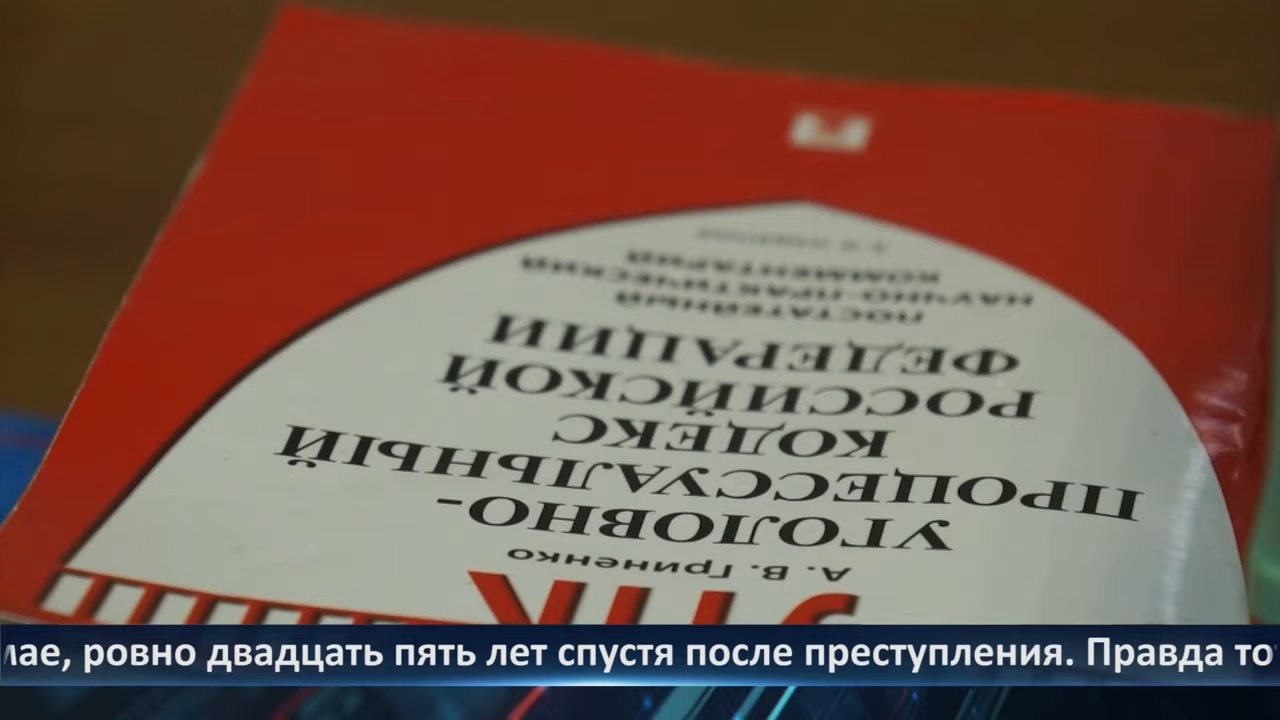 УПК
А. В. Гриненко
УГОЛОВНО-
ПРОЦЕССУАЛЬНЫЙ
КОДЕКС
РОССИЙСКОЙ
ФЕДЕРАЦИИ
ПОСТАТЕЙНЫЙ
НАУЧНО-ПРАКТИЧЕСКИЙ
КОММЕНТАРИЙ
мае, ровно двадцать пять лет спустя после преступления. Правда то